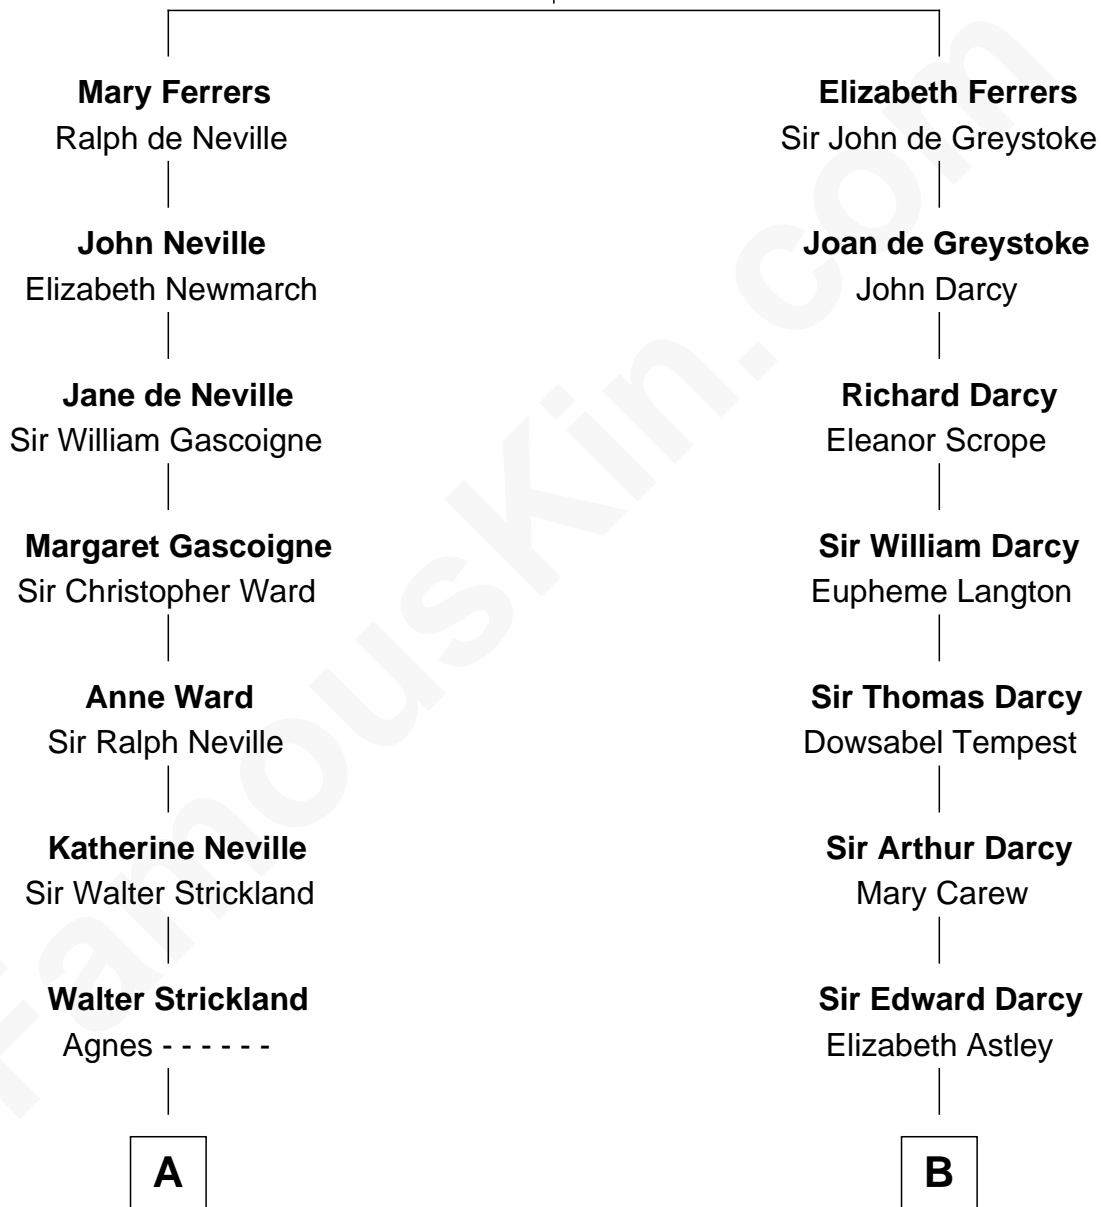 Mary Ferrers
Ralph de Neville
John Neville
Elizabeth Newmarch
Jane de Neville
Sir William Gascoigne
Margaret Gascoigne
Sir Christopher Ward
Anne Ward
Sir Ralph Neville
Katherine Neville
Sir Walter Strickland
Walter Strickland
Agnes - - - - - -
A
Elizabeth Ferrers
Sir John de Greystoke
Joan de Greystoke
John Darcy
Richard Darcy
Eleanor Scrope
Sir William Darcy
Eupheme Langton
Sir Thomas Darcy
Dowsabel Tempest
Sir Arthur Darcy
Mary Carew
Sir Edward Darcy
Elizabeth Astley
B
FamousKin.com